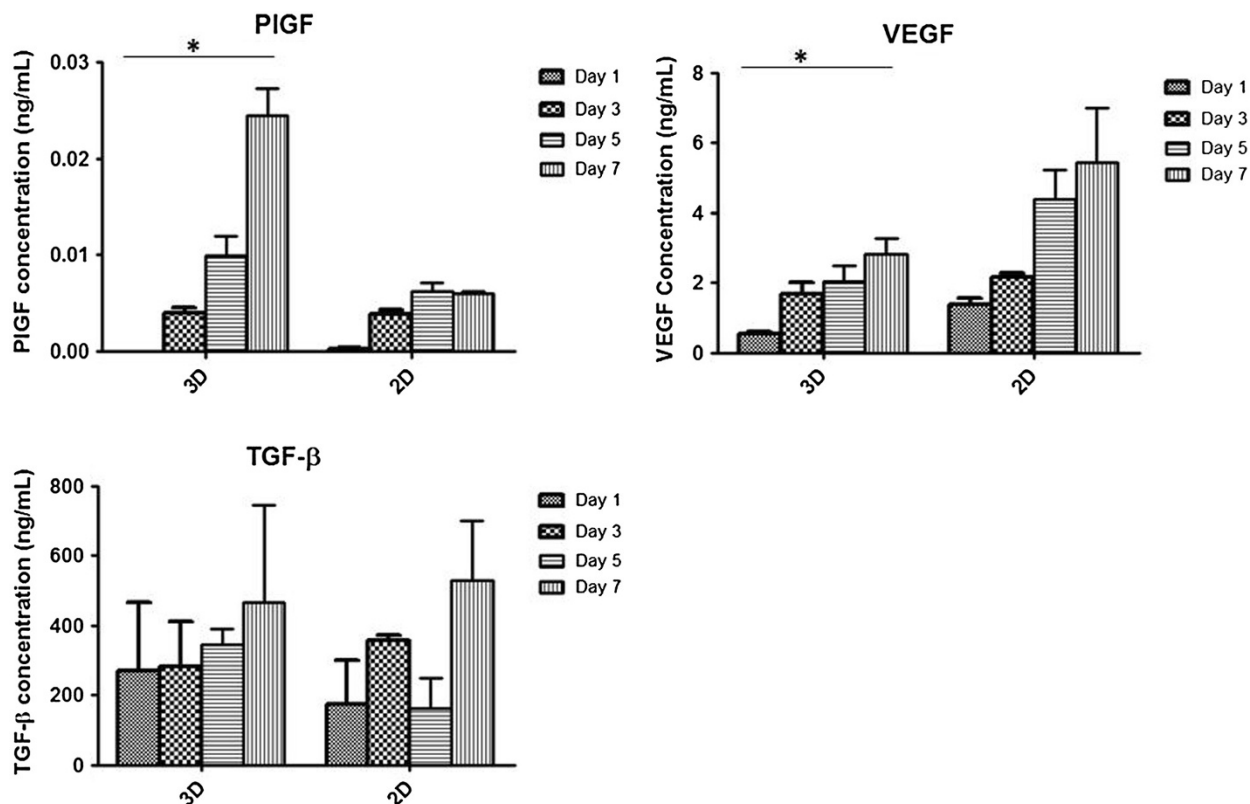 PIGF
*
PIGF concentration (ng/mL)
0.03
0.02
0.01
0.00
3D
2D
Day 1
Day 3
Day 5
Day 7
VEGF
*
VEGF Concentration (ng/mL)
8
6
4
2
0
3D
2D
Day 1
Day 3
Day 5
Day 7
TGF-β
TGF-β concentration (ng/mL)
800
600
400
200
0
3D
2D
Day 1
Day 3
Day 5
Day 7